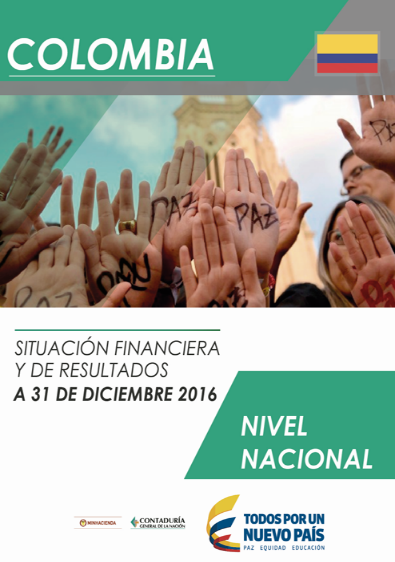 COLOMBIA
PAZ
PAZ
PAZ
PAZ
SITUACIÓN FINANCIERA
Y DE RESULTADOS
A 31 DE DICIEMBRE 2016
NIVEL
NACIONAL
MINHACIENDA
CONTADURÍA
GENERAL DE LA NACIÓN
TODOS POR UN
NUEVO PAÍS
PAZ EQUIDAD EDUCACIÓN